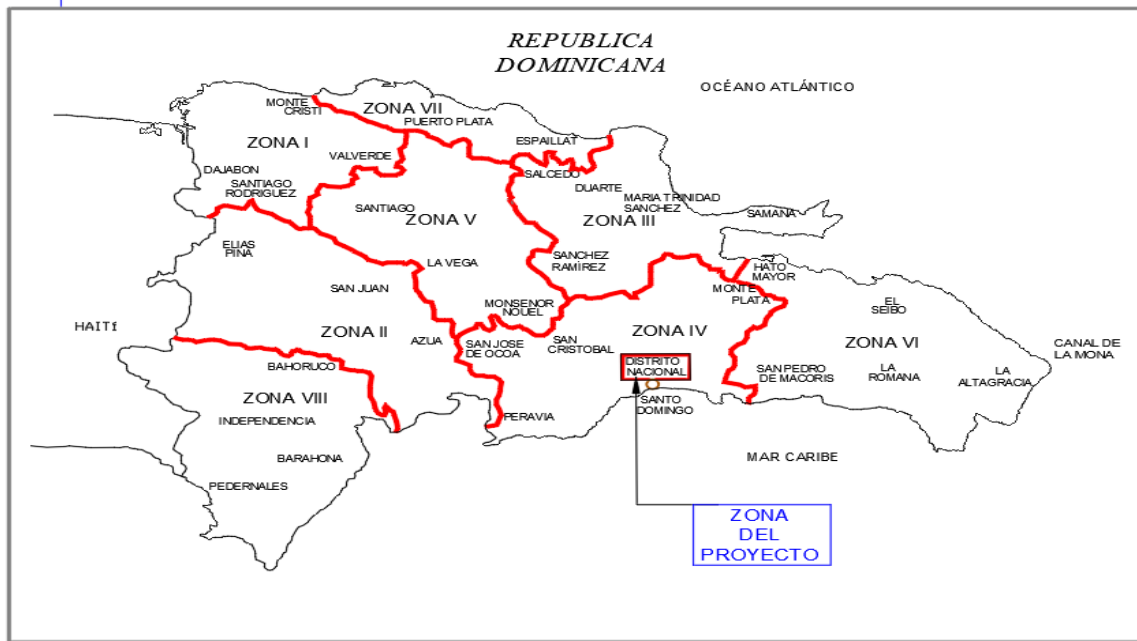 REPUBLICA
DOMINICANA
OCÉANO ATLÁNTICO
MONTE
CRISTI
ZONA VII
PUERTO PLATA
ZONA I
ESPAILLAT
VALVERDE
DAJABON
SALCEDO
SANTIAGO
RODRIGUEZ
DUARTE
MARIA TRINIDAD
SANCHEZ
SANTIAGO
ZONA V
ZONA III
SAMANA
ELIAS
PIÑA
LA VEGA
SANCHEZ
RAMÍREZ
HATO
MAYOR
SAN JUAN
MONTE
PLATA
MONSENOR
NOUEL
EL
SEIBO
HAITÍ
ZONA II
AZUA
SAN JOSE
DE OCOA
SAN
CRISTOBAL
ZONA IV
ZONA VI
CANAL DE
LA MONA
BAHORUCO
DISTRITO
NACIONAL
SAN PEDRO
DE MACORIS
LA
ROMANA
LA
ALTAGRACIA
ZONA VIII
SANTO
DOMINGO
INDEPENDENCIA
PERAVIA
BARAHONA
MAR CARIBE
PEDERNALES
ZONA
DEL
PROYECTO